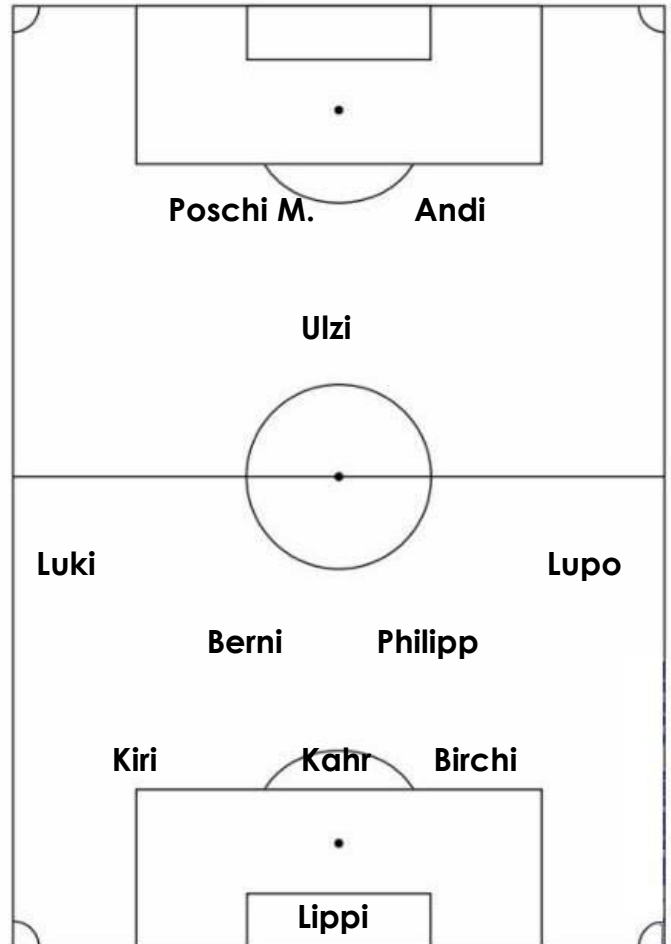 Poschi M. Andi
Ulzi
Luki Lupo
Berni Philipp
Kiri Kahr Birchi
Lippi